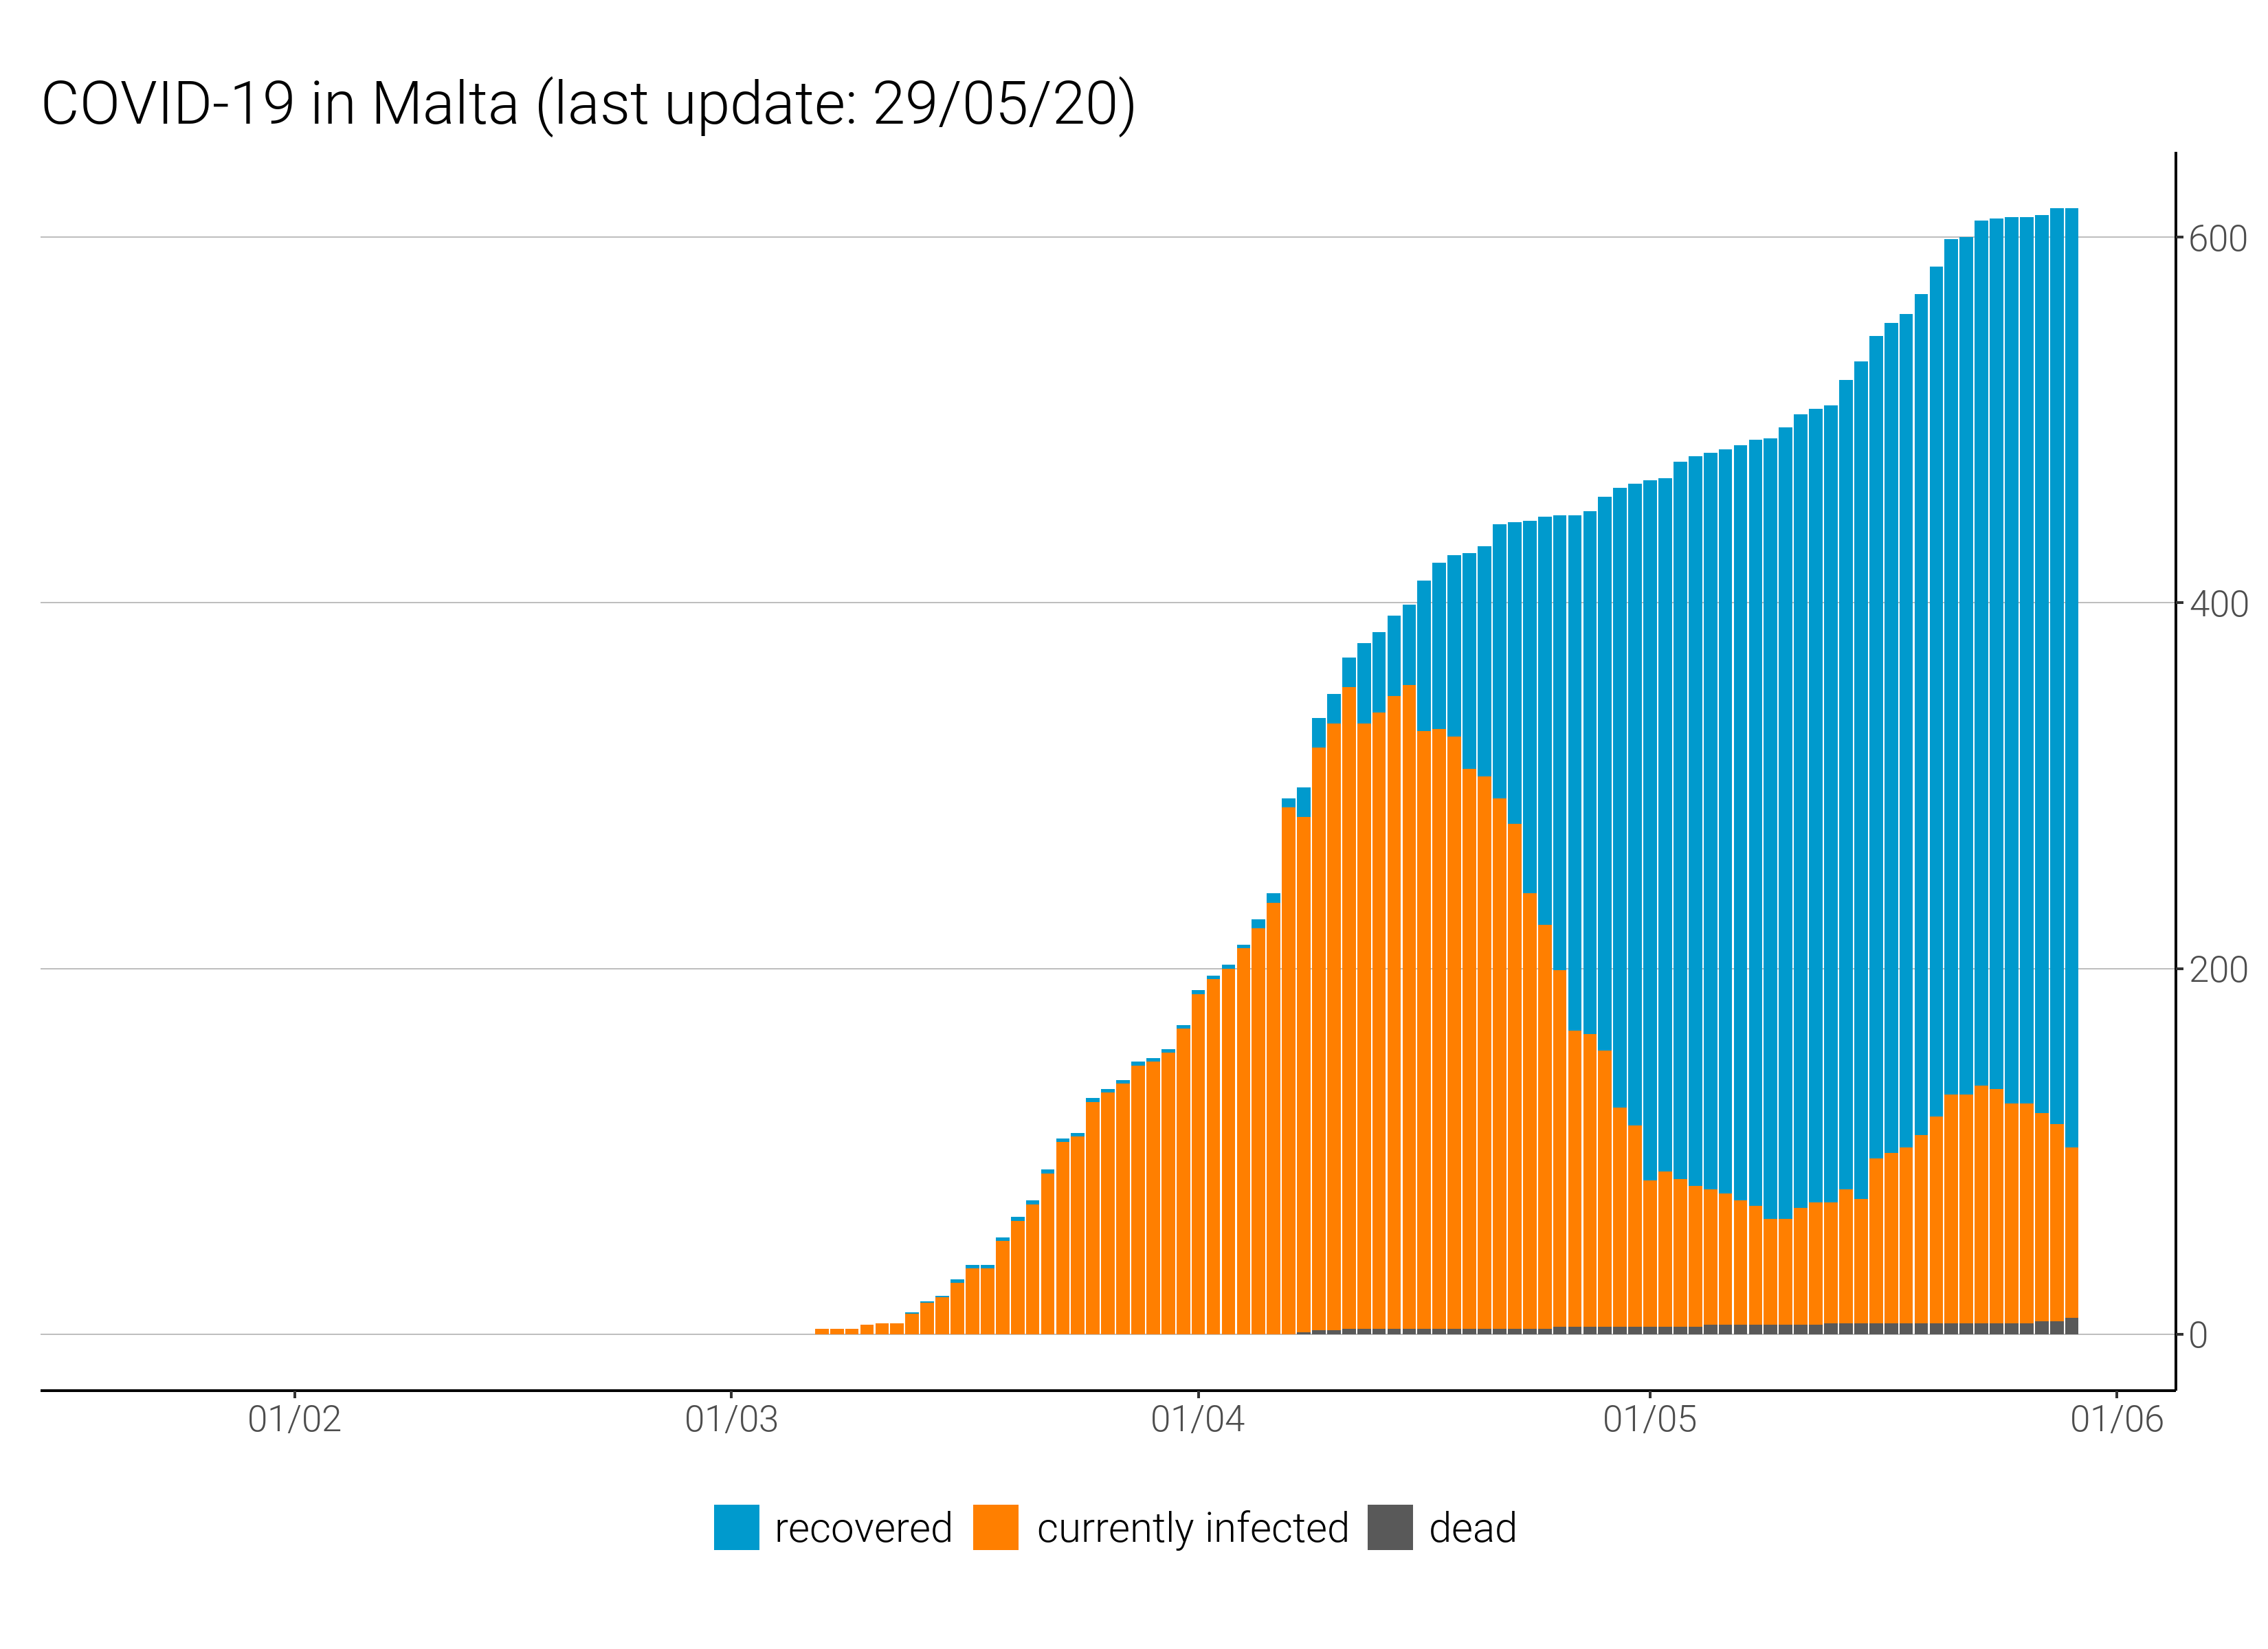 COVID-19 in Malta (last update: 29/05/20)
600
400
200
0
01/02 01/03 01/04 01/05 01/06
recovered currently infected dead